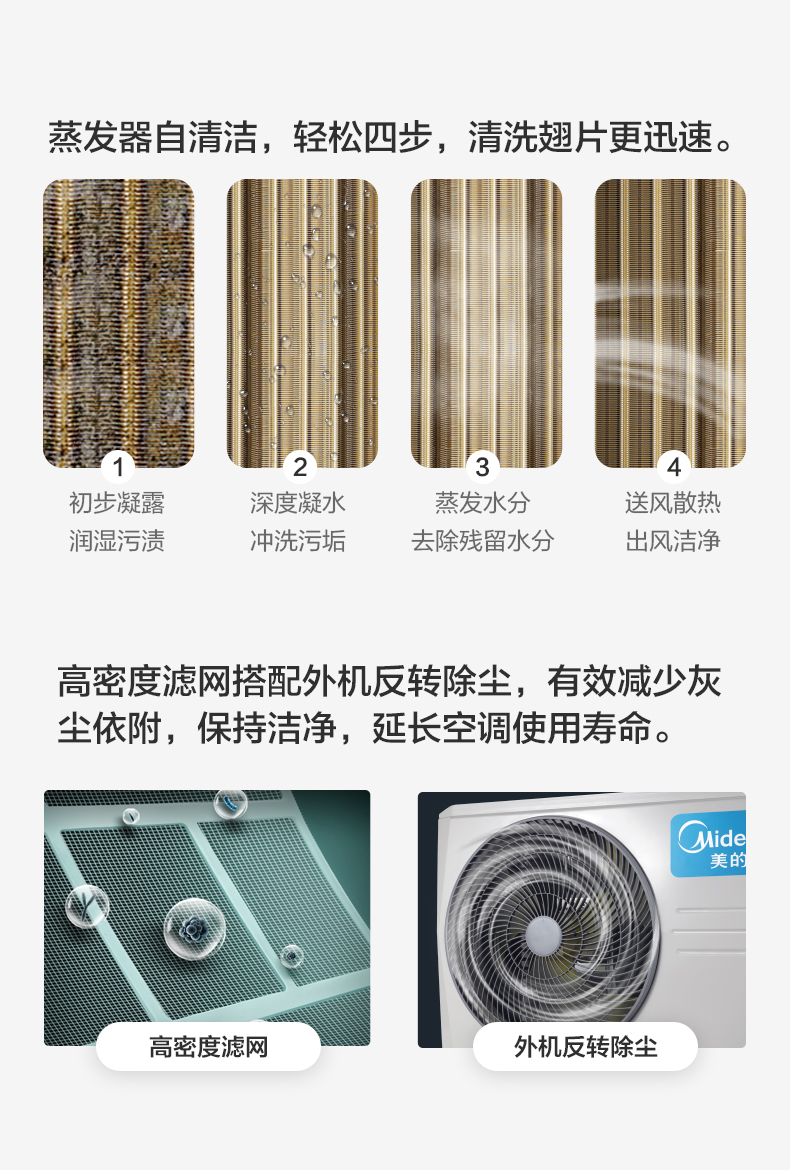 蒸发器自清洁，轻松四步，清洗翅片更迅速。
1
2
3
4
初步凝露
润湿污渍
深度凝水
冲洗污垢
蒸发水分
去除残留水分
送风散热
出风洁净
高密度滤网搭配外机反转除尘，有效减少灰
尘依附，保持洁净，延长空调使用寿命。
Mide
美的
高密度滤网
外机反转除尘